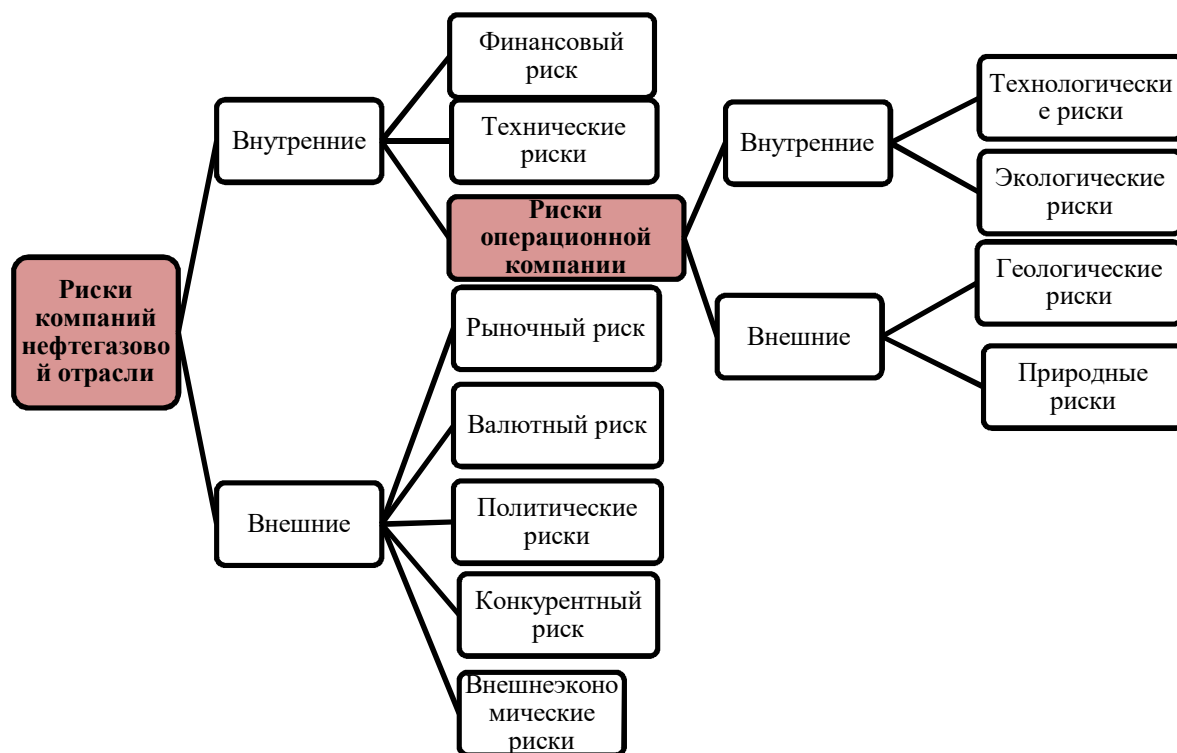 Риски
компаний
нефтегазово
й отрасли
Внутренние
Внешние
Финансовый
риск
Технические
риски
Риски
операционной
компании
Рыночный риск
Валютный риск
Политические
риски
Конкурентный
риск
Внешнеэконо
мические
риски
Внутренние
Внешние
Технологически
е риски
Экологические
риски
Геологические
риски
Природные
риски